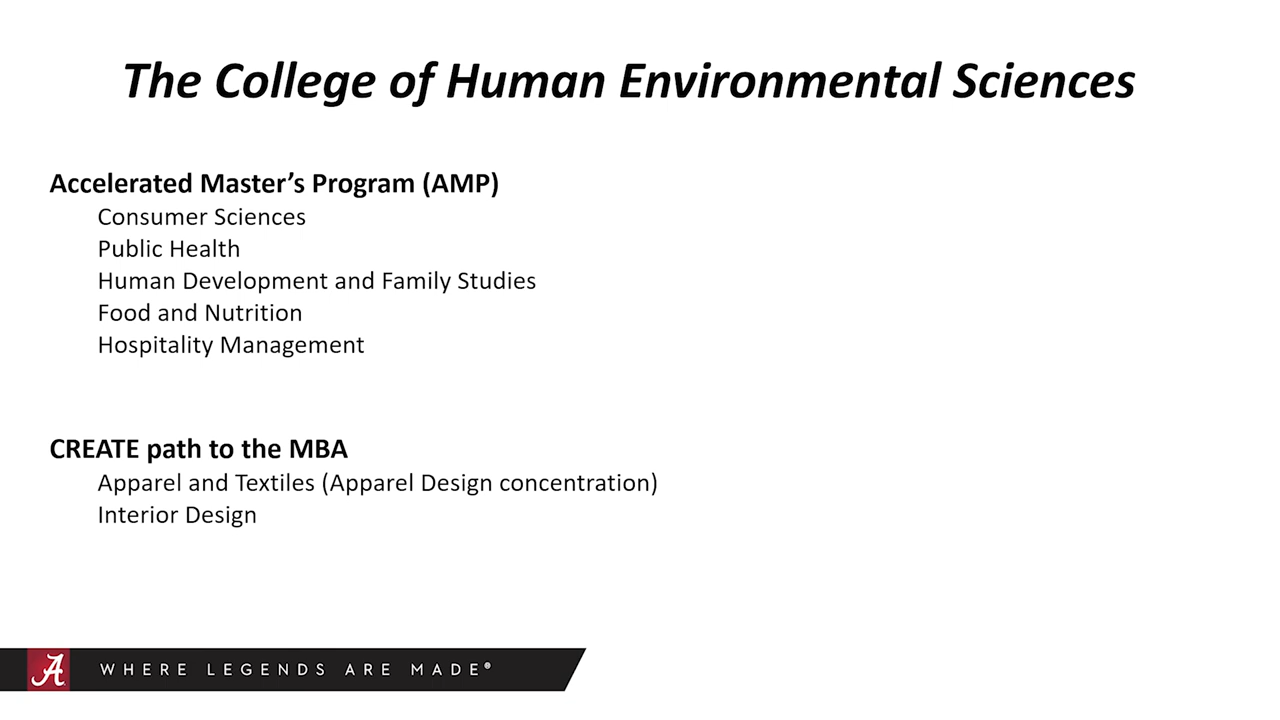 The College of Human Environmental Sciences
Accelerated Master’s Program (AMP)
Consumer Sciences
Public Health
Human Development and Family Studies
Food and Nutrition
Hospitality Management
CREATE path to the MBA
Apparel and Textiles (Apparel Design concentration)
Interior Design
A WHERE LEGENDS ARE MADE®